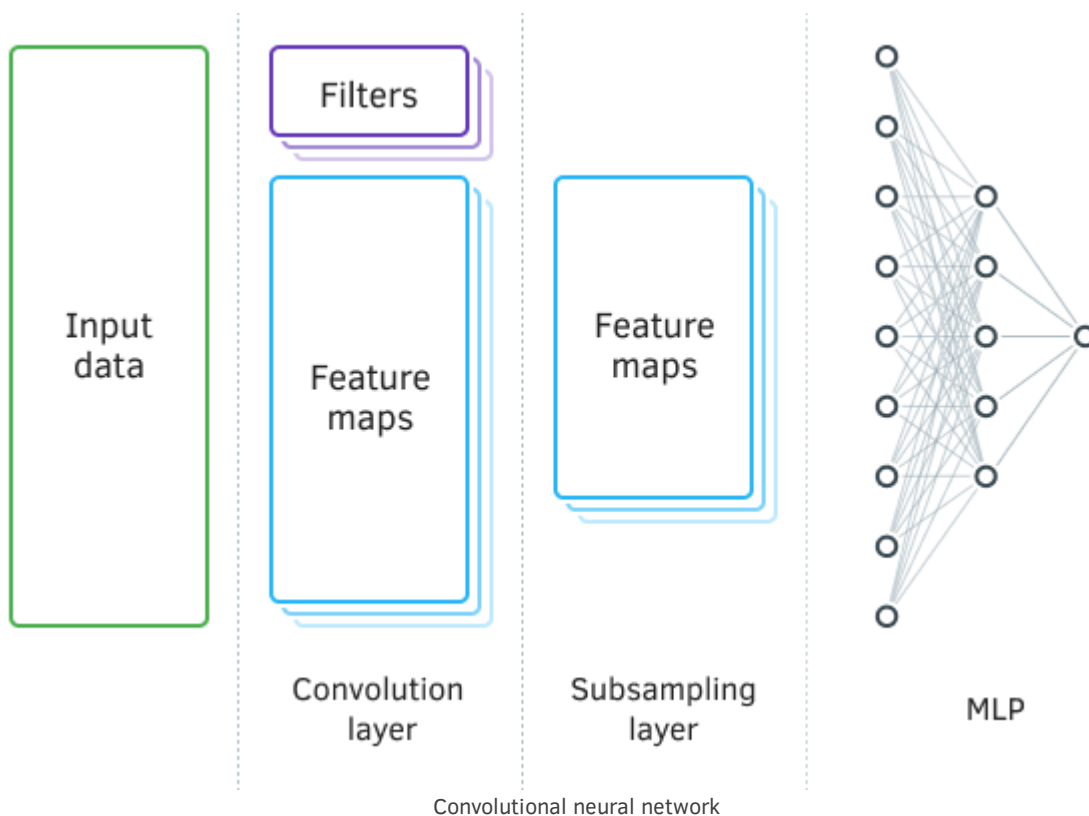 Filters
Input
data
Feature
maps
Feature
maps
Convolution
layer
Subsampling
layer
MLP
Convolutional neural network